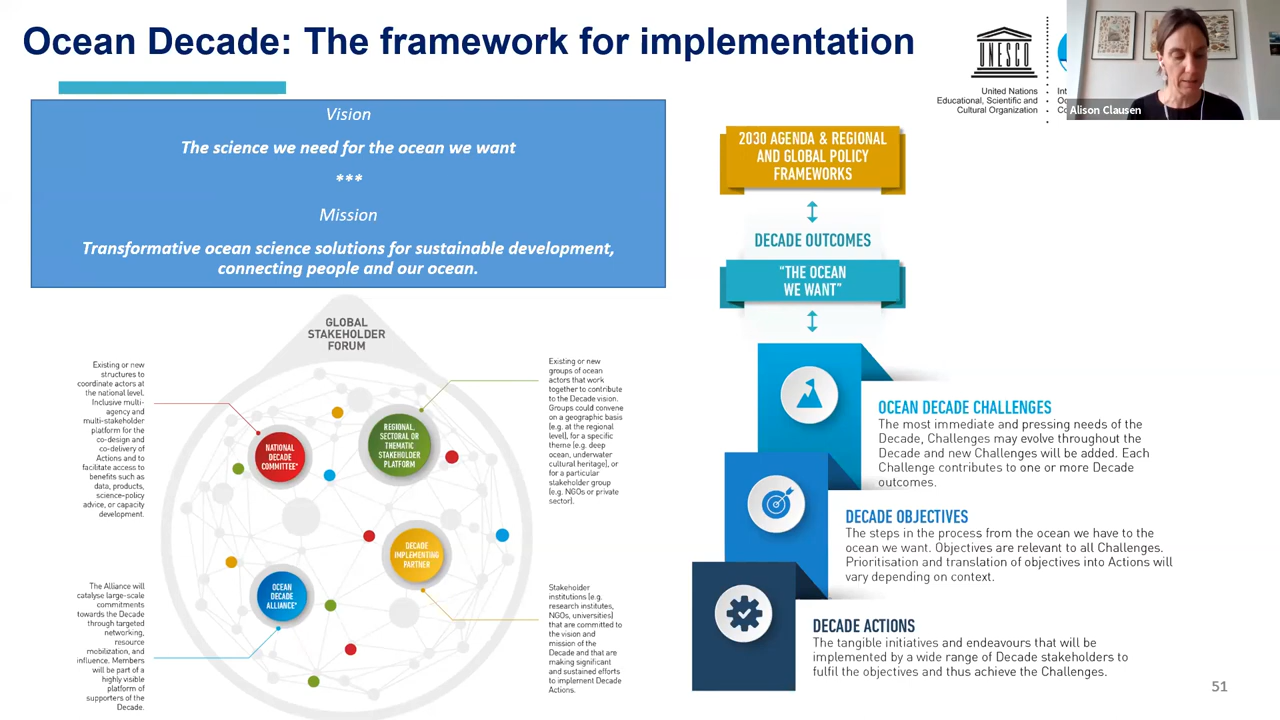 Ocean Decade: The framework for implementation
UNESCO
United Nations
Educational, Scientific and
Cultural Organization
Alison Clausen
Vision
The science we need for the ocean we want
***
Mission
Transformative ocean science solutions for sustainable development,
connecting people and our ocean.
GLOBAL
STAKEHOLDER
FORUM
Existing or new
structures to
coordinate actors at
the national level.
Inclusive multi-
agency and
multi-stakeholder
platform for the
co-design and
co-delivery of
Actions and to
facilitate access to
benefits such as
data, products,
science-policy
advice, or capacity
development.
NATIONAL
DECADE
COMMITTEE*
REGIONAL,
SECTORAL OR
THEMATIC
STAKEHOLDER
PLATFORM
Existing or new
groups of ocean
actors that work
together to contribute
to the Decade vision.
Groups could convene
on a geographic basis
(e.g. at the regional
level), for a specific
theme (e.g. deep
ocean, underwater
cultural heritage), or
for a particular
stakeholder group
(e.g. NGOs or private
sector).
The Alliance will
catalyse large-scale
commitments
towards the Decade
through targeted
networking,
resource
mobilization, and
influence. Members
will be part of a
highly visible
platform of
supporters of the
Decade.
OCEAN
DECADE
ALLIANCE*
DECADE
IMPLEMENTING
PARTNER
Stakeholder
institutions (e.g.
research institutes,
NGOs, universities)
that are committed to
the vision and
mission of the
Decade and that are
making significant
and sustained efforts
to implement Decade
Actions.
2030 AGENDA & REGIONAL
AND GLOBAL POLICY
FRAMEWORKS
DECADE OUTCOMES
"THE OCEAN
WE WANT"
OCEAN DECADE CHALLENGES
The most immediate and pressing needs of the
Decade, Challenges may evolve throughout the
Decade and new Challenges will be added. Each
Challenge contributes to one or more Decade
outcomes.
DECADE OBJECTIVES
The steps in the process from the ocean we have to the
ocean we want. Objectives are relevant to all Challenges.
Prioritisation and translation of objectives into Actions will
vary depending on context.
DECADE ACTIONS
The tangible initiatives and endeavours that will be
implemented by a wide range of Decade stakeholders to
fulfil the objectives and thus achieve the Challenges.
51